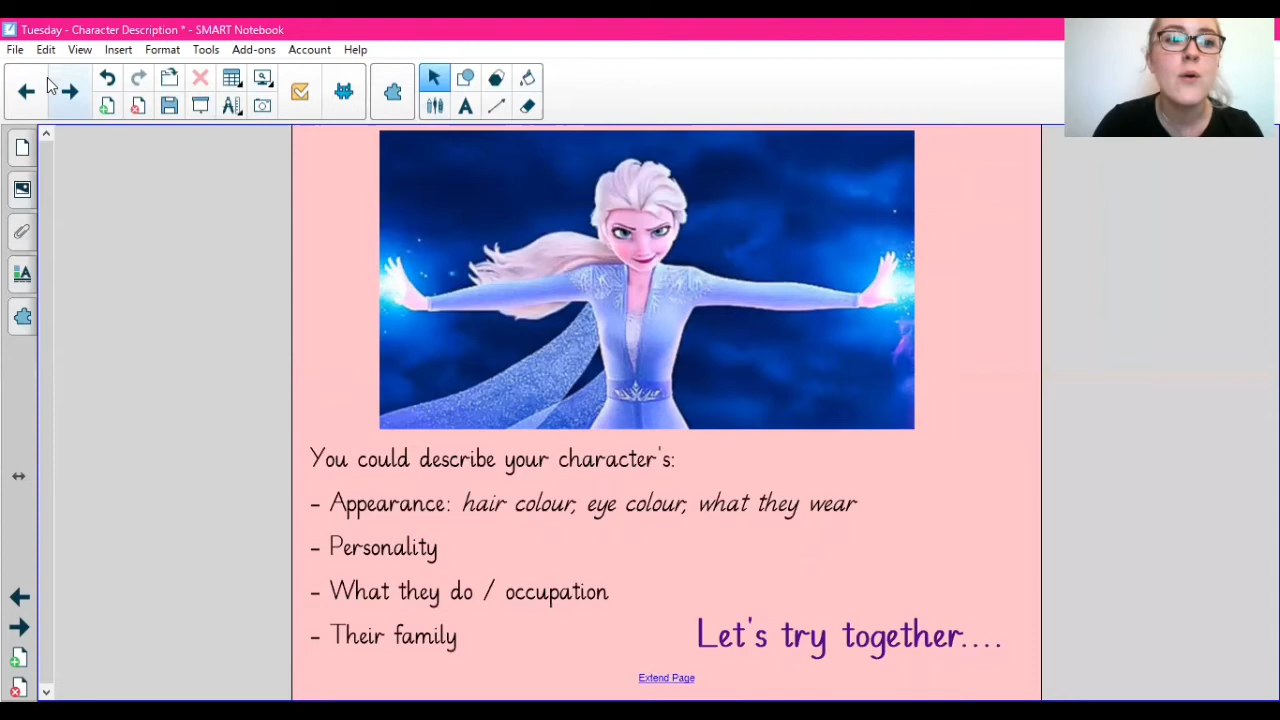 Tuesday - Character Description * - SMART Notebook
File Edit View Insert Format Tools Add-ons Account Help
You could describe your character's:
- Appearance: hair colour, eye colour, what they wear
- Personality
- What they do / occupation
- Their family
Let's try together....
Extend Page